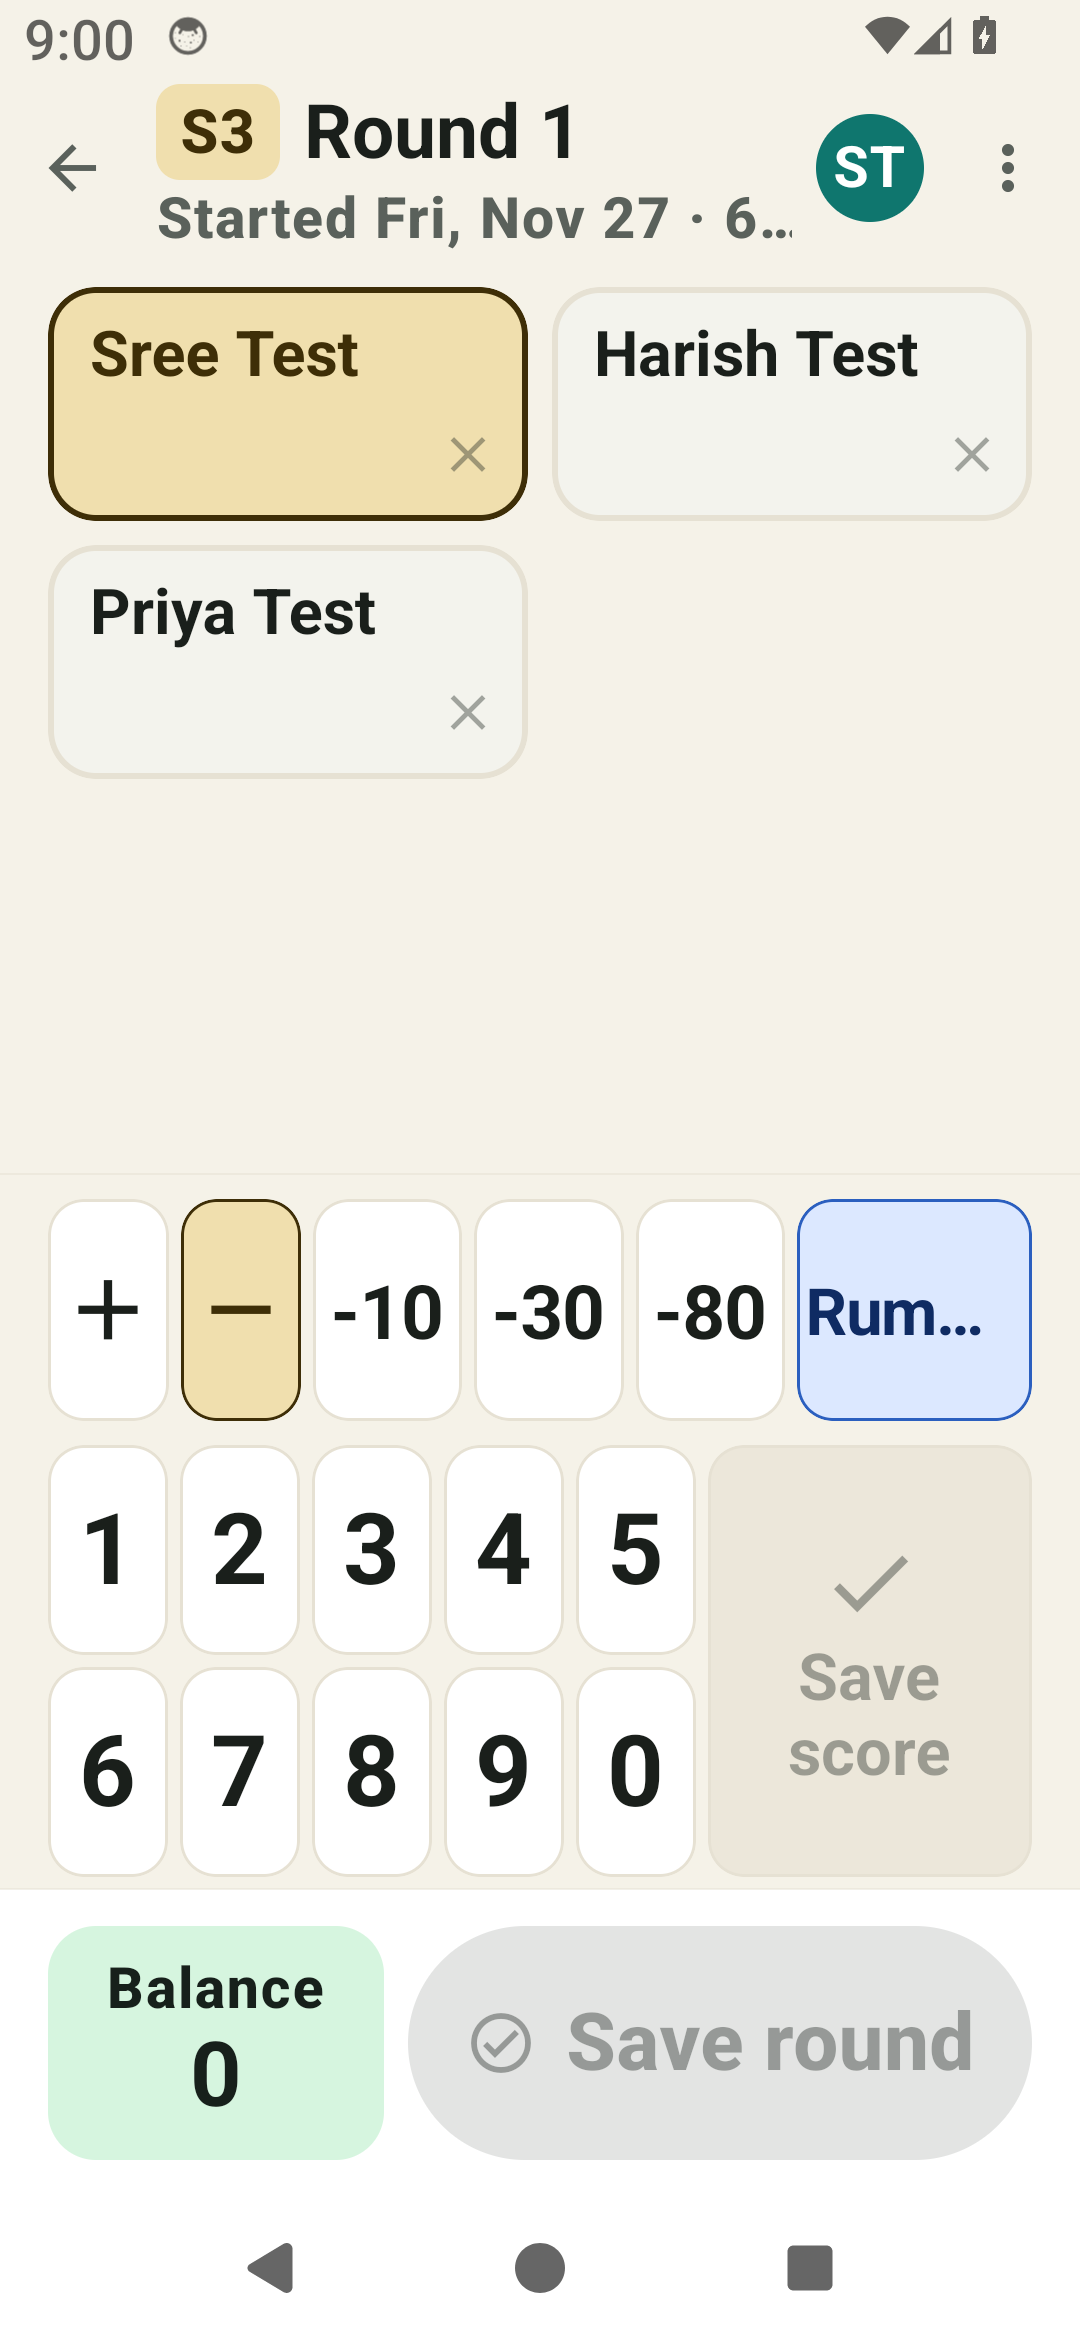 9:00
S3 Round 1
ST
Started Fri, Nov 27 · 6…
Sree Test
Harish Test
Priya Test
+ − -10 -30 -80 Rum…
1 2 3 4 5
6 7 8 9 0
Save
score
Balance
0
Save round